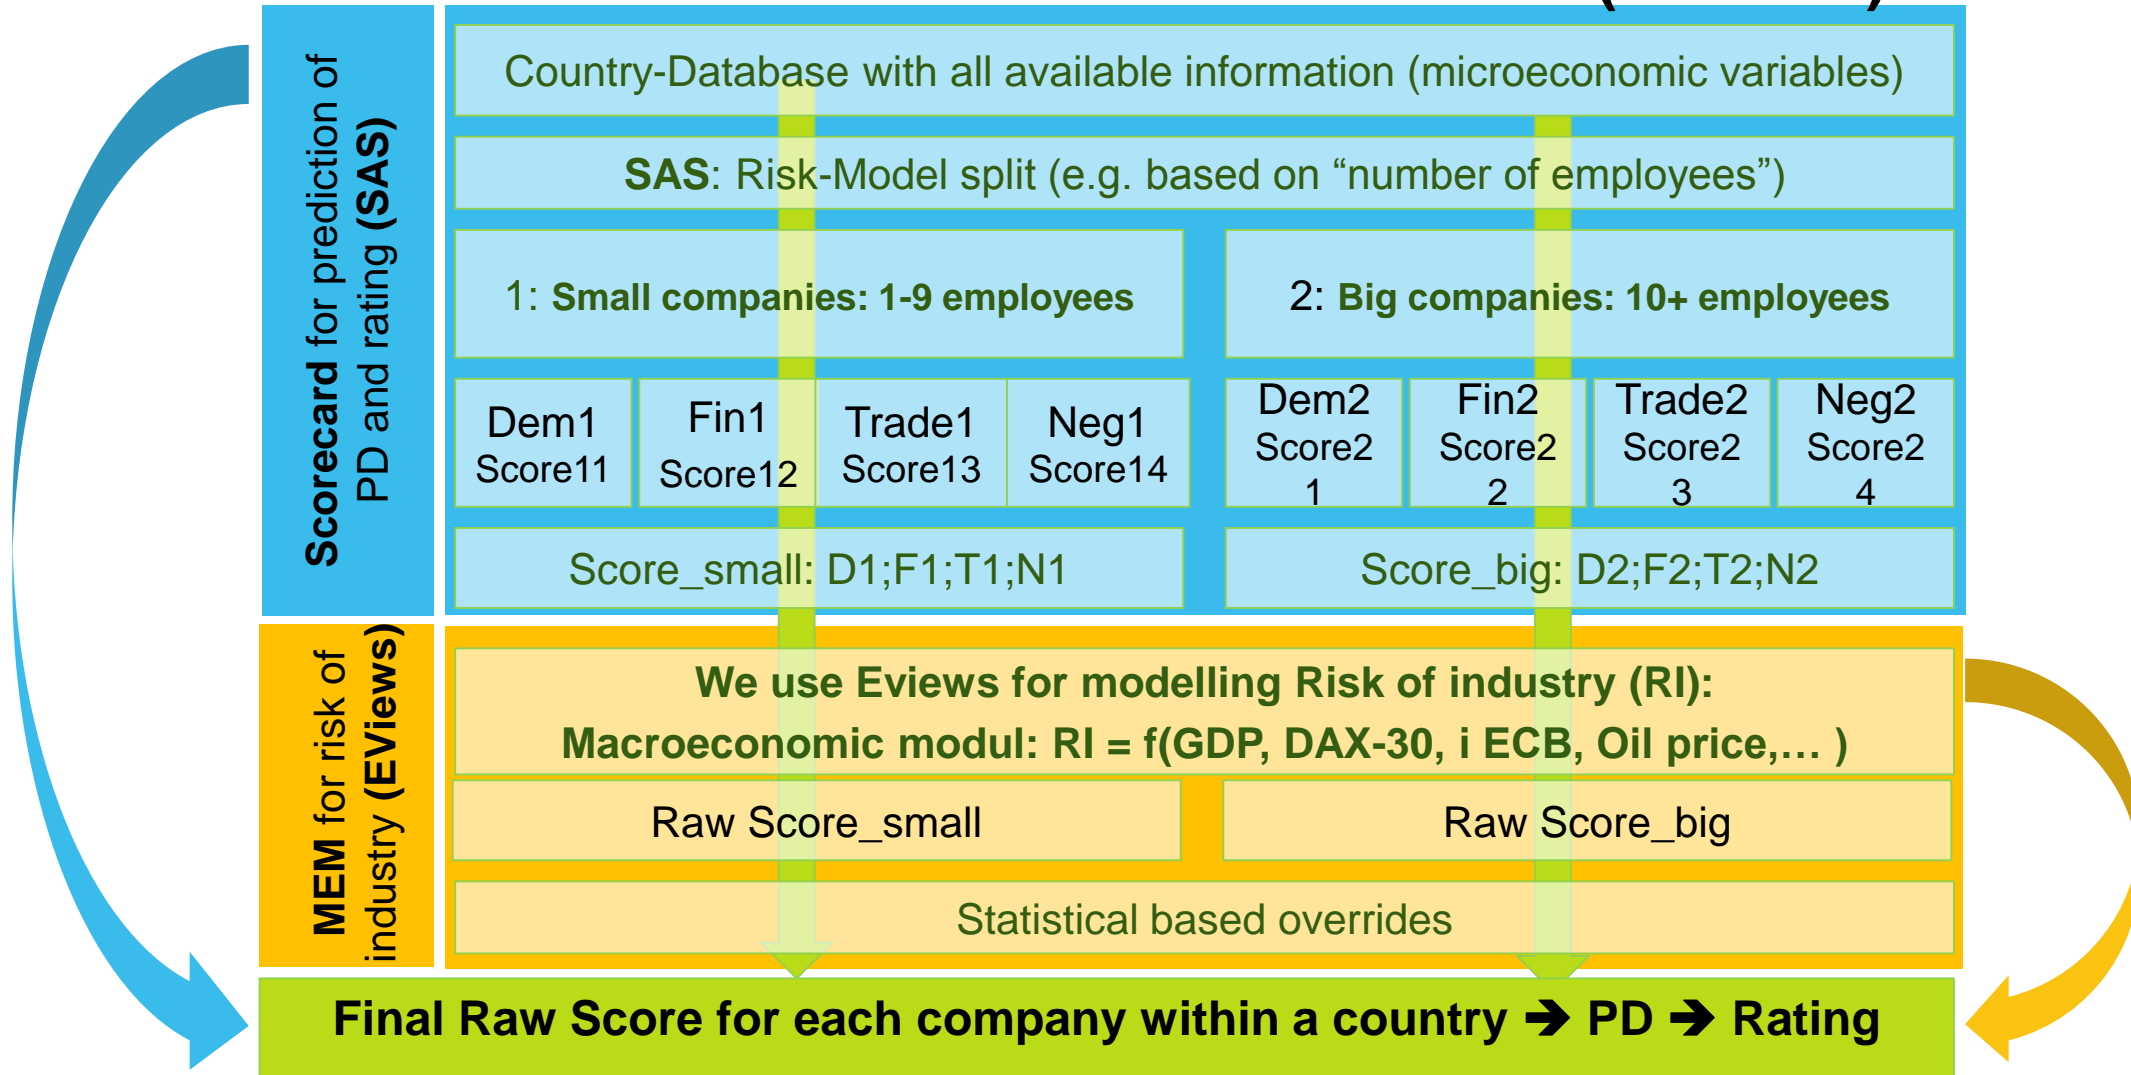 Scorecard for prediction of
PD and rating (SAS)
Country-Database with all available information (microeconomic variables)
SAS: Risk-Model split (e.g. based on “number of employees”)
1: Small companies: 1-9 employees
2: Big companies: 10+ employees
Dem1
Score11
Fin1
Score12
Trade1
Score13
Neg1
Score14
Dem2
Score2
1
Fin2
Score2
2
Trade2
Score2
3
Neg2
Score2
4
Score_small: D1;F1;T1;N1
Score_big: D2;F2;T2;N2
MEM for risk of
industry (EViews)
We use Eviews for modelling Risk of industry (RI):
Macroeconomic modul: RI = f(GDP, DAX-30, i ECB, Oil price,… )
Raw Score_small
Raw Score_big
Statistical based overrides
Final Raw Score for each company within a country ➔ PD ➔ Rating